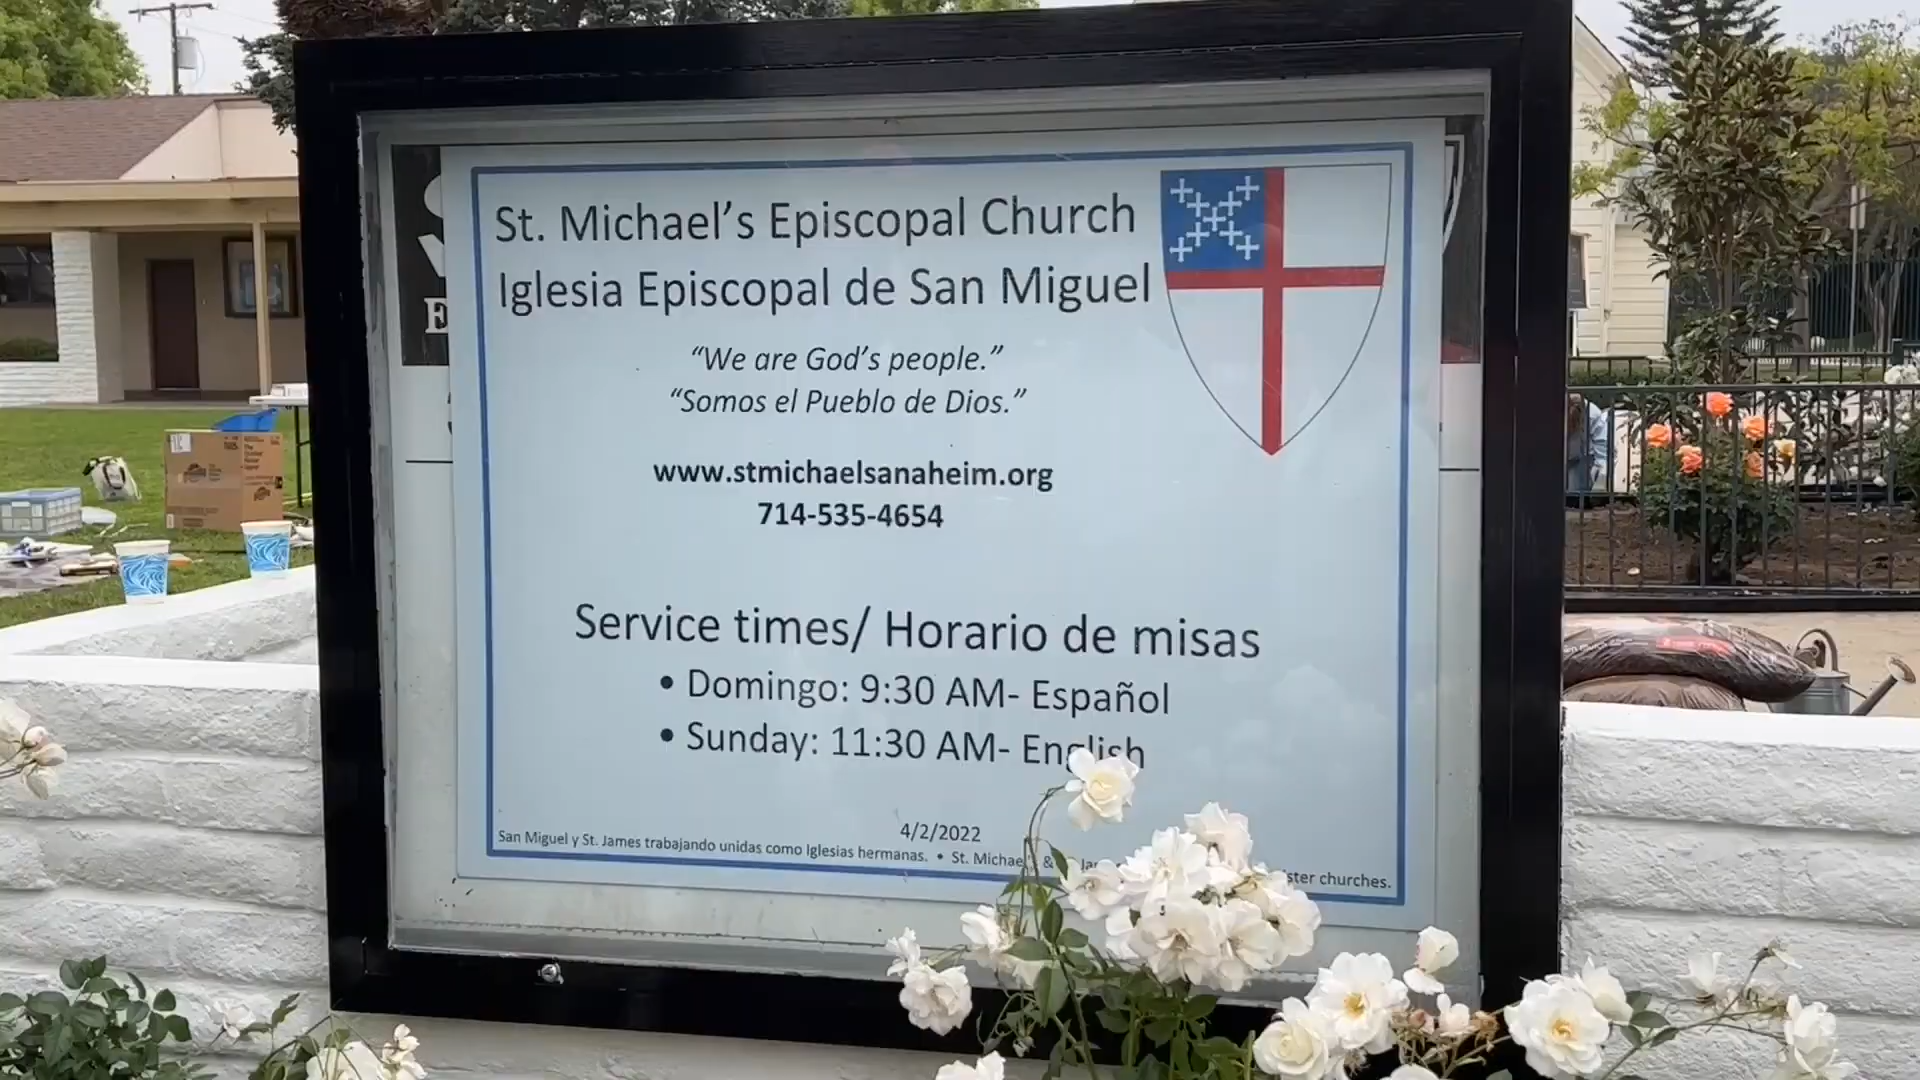 St. Michael's Episcopal Church
Iglesia Episcopal de San Miguel
“We are God's people.”
“Somos el Pueblo de Dios.”
www.stmichaelsanaheim.org
714-535-4654
Service times/ Horario de misas
• Domingo: 9:30 AM- Español
• Sunday: 11:30 AM- English
4/2/2022
San Miguel y St. James trabajando unidas como Iglesias hermanas. • St. Michael's & churches.